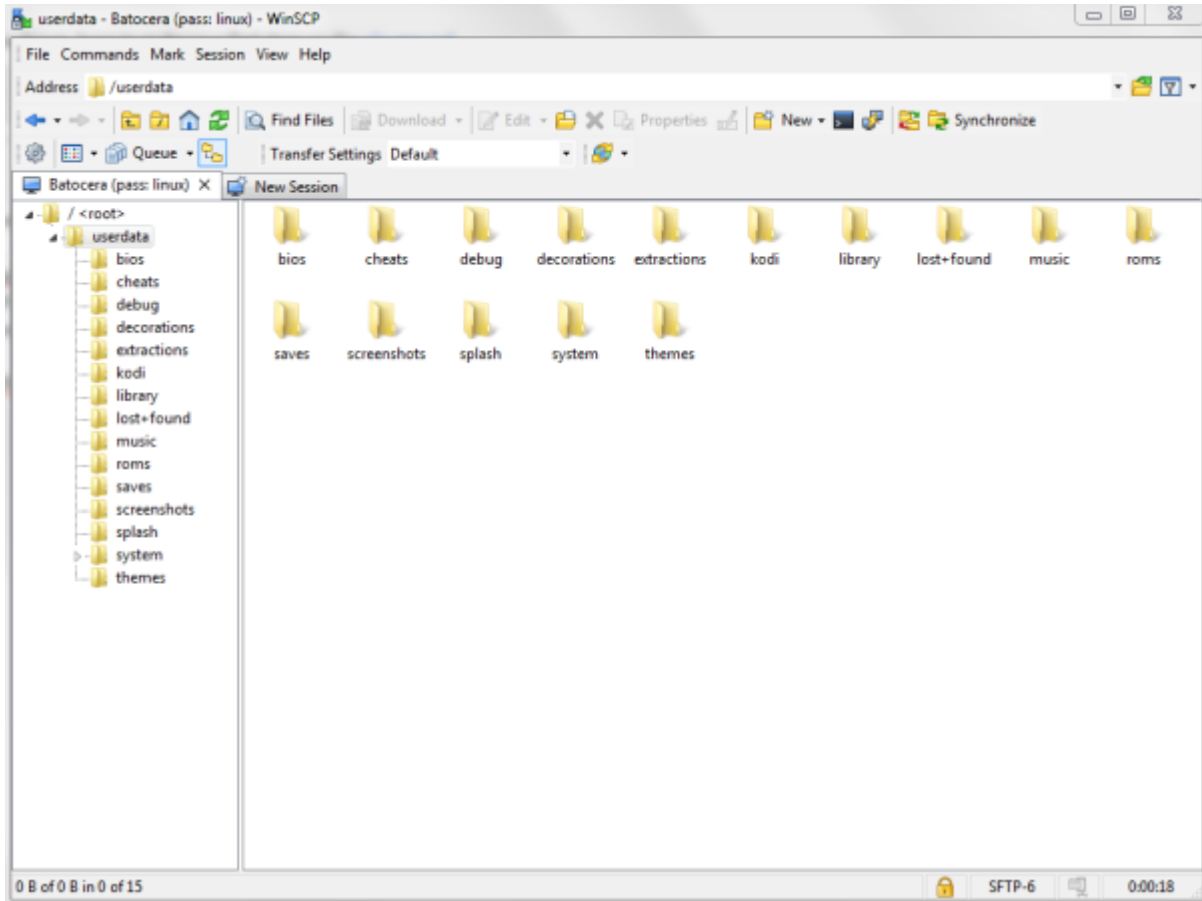 userdata - Batocera (pass: linux) - WinSCP
File Commands Mark Session View Help
Address /userdata
Find Files Download Edit Properties New Synchronize
Queue Transfer Settings Default
Batocera (pass: linux) New Session
/ <root>
userdata
bios
cheats
debug
decorations
extractions
kodi
library
lost+found
music
roms
saves
screenshots
splash
system
themes
bios cheats debug decorations extractions kodi library lost+found music roms
saves screenshots splash system themes
0 B of 0 B in 0 of 15 SFTP-6 0:00:18